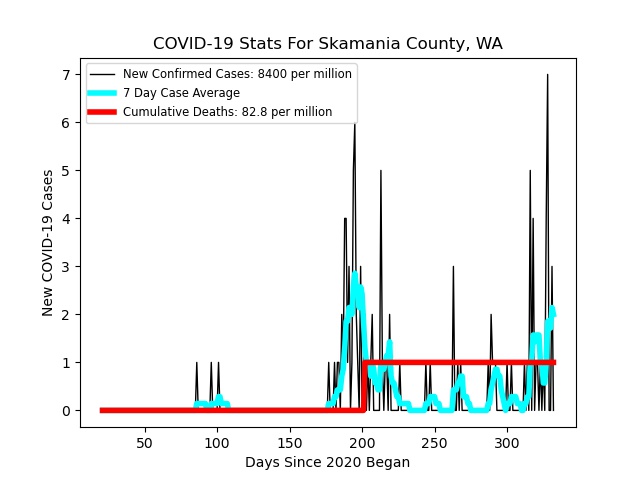 COVID-19 Stats For Skamania County, WA
New Confirmed Cases: 8400 per million
7 Day Case Average
Cumulative Deaths: 82.8 per million
7
6
5
4
3
2
1
0
New COVID-19 Cases
50 100 150 200 250 300
Days Since 2020 Began